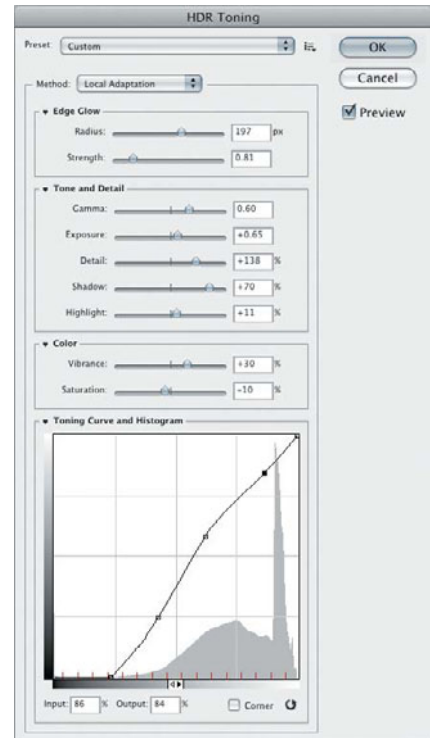 HDR Toning
Preset: Custom
OK
Method: Local Adaptation
Cancel
Preview
Edge Glow
Radius: 197 px
Strength: 0.81
Tone and Detail
Gamma: 0.60
Exposure: +0.65
Detail: +138 %
Shadow: +70 %
Highlight: +11 %
Color
Vibrance: +30 %
Saturation: -10 %
Toning Curve and Histogram
Input: 86 % Output: 84 % Corner